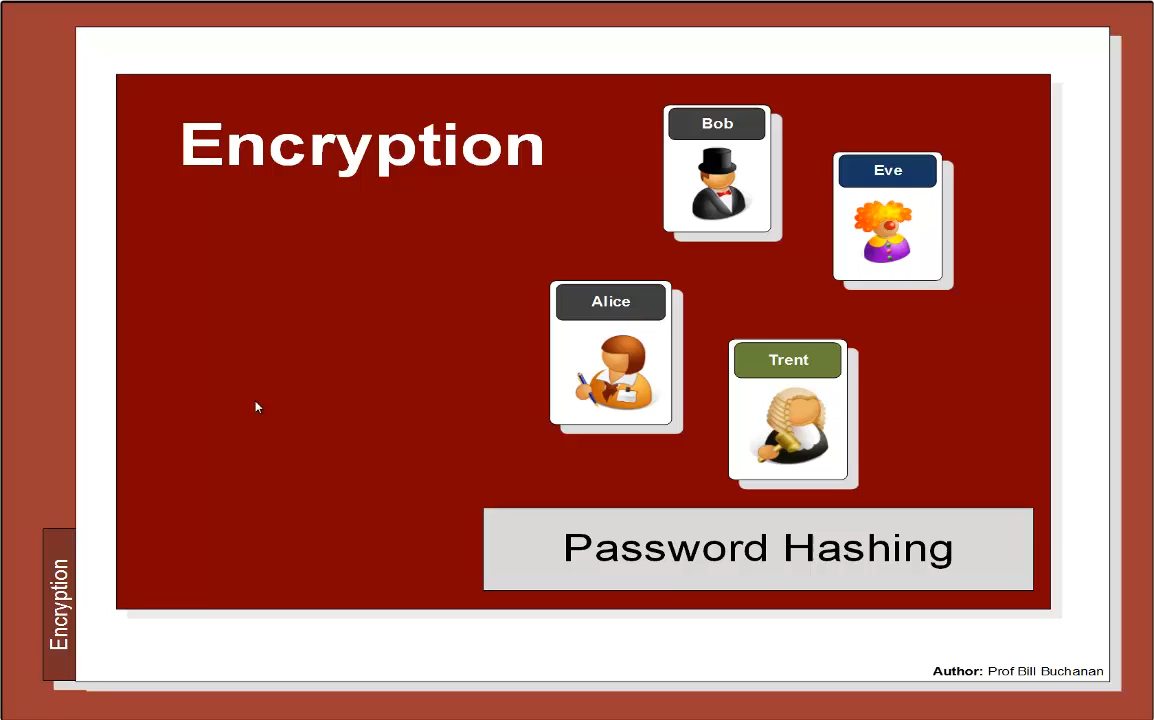 Encryption
Bob
Eve
Alice
Trent
Password Hashing
Encryption
Author: Prof Bill Buchanan